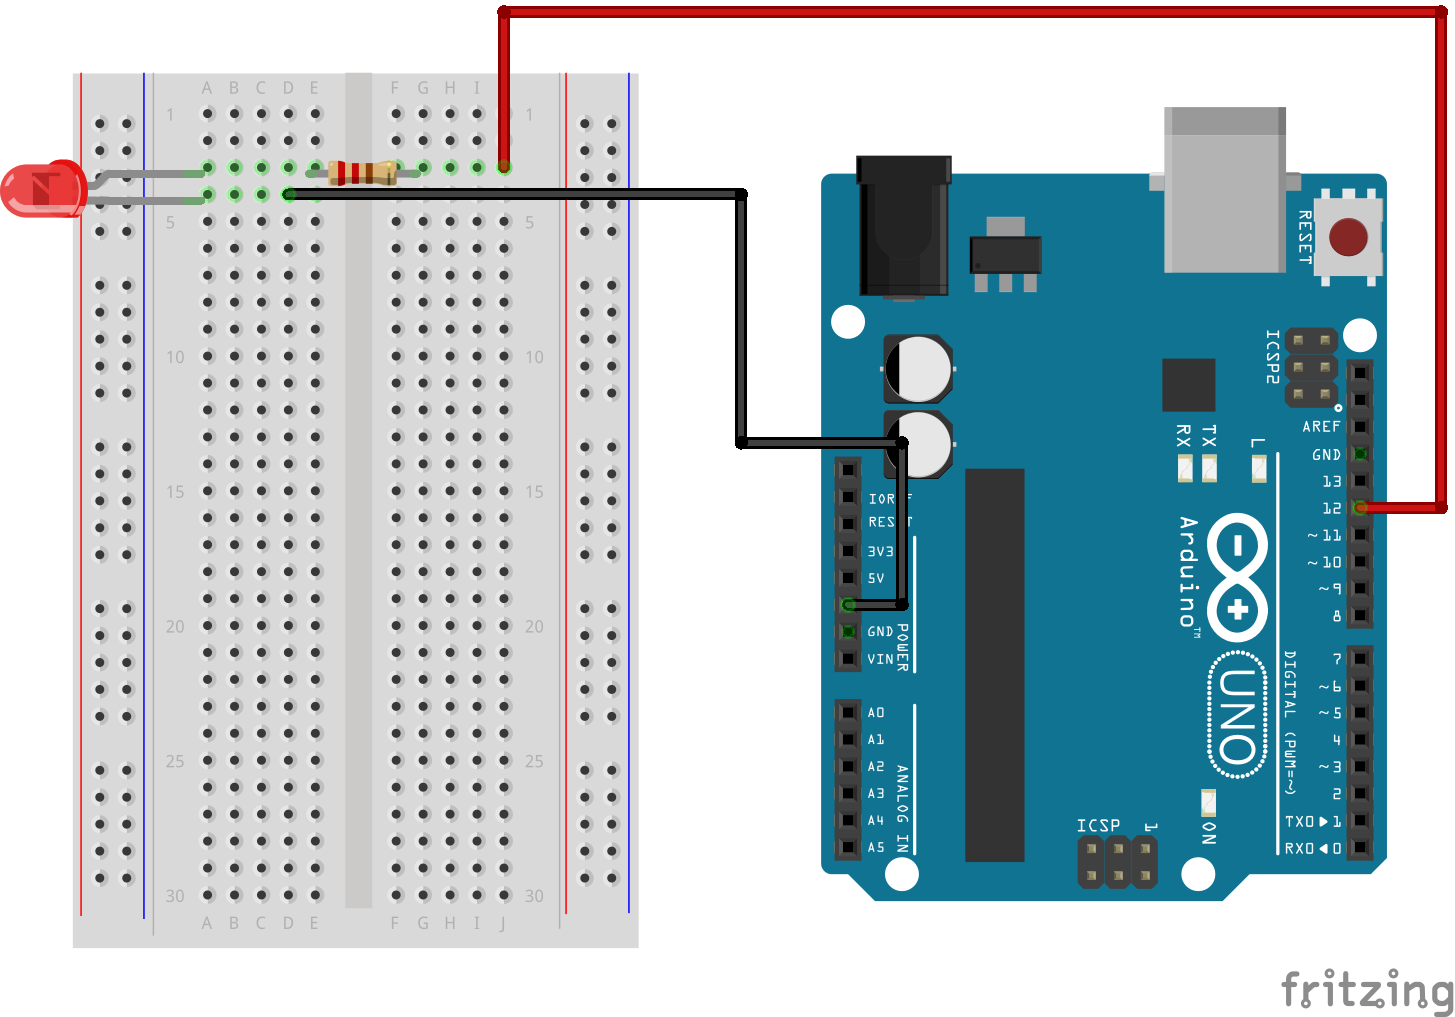 A B C D E F G H I
1 1
5 5
10 10
15 15
20 20
25 25
30 30
A B C D E F G H I J
RESET
ICSP2
AREF
GND
13
12
~11
~10
~9
8
7
~6
~5
4
~3
2
TX0▶1
RX0◀0
DIGITAL (PWM=~)
RX TX L
Arduino™
UNO
ON
ICSP 1
IOREF
RESET
3V3
5V
GND
VIN
POWER
A0
A1
A2
A3
A4
A5
ANALOG IN
fritzing